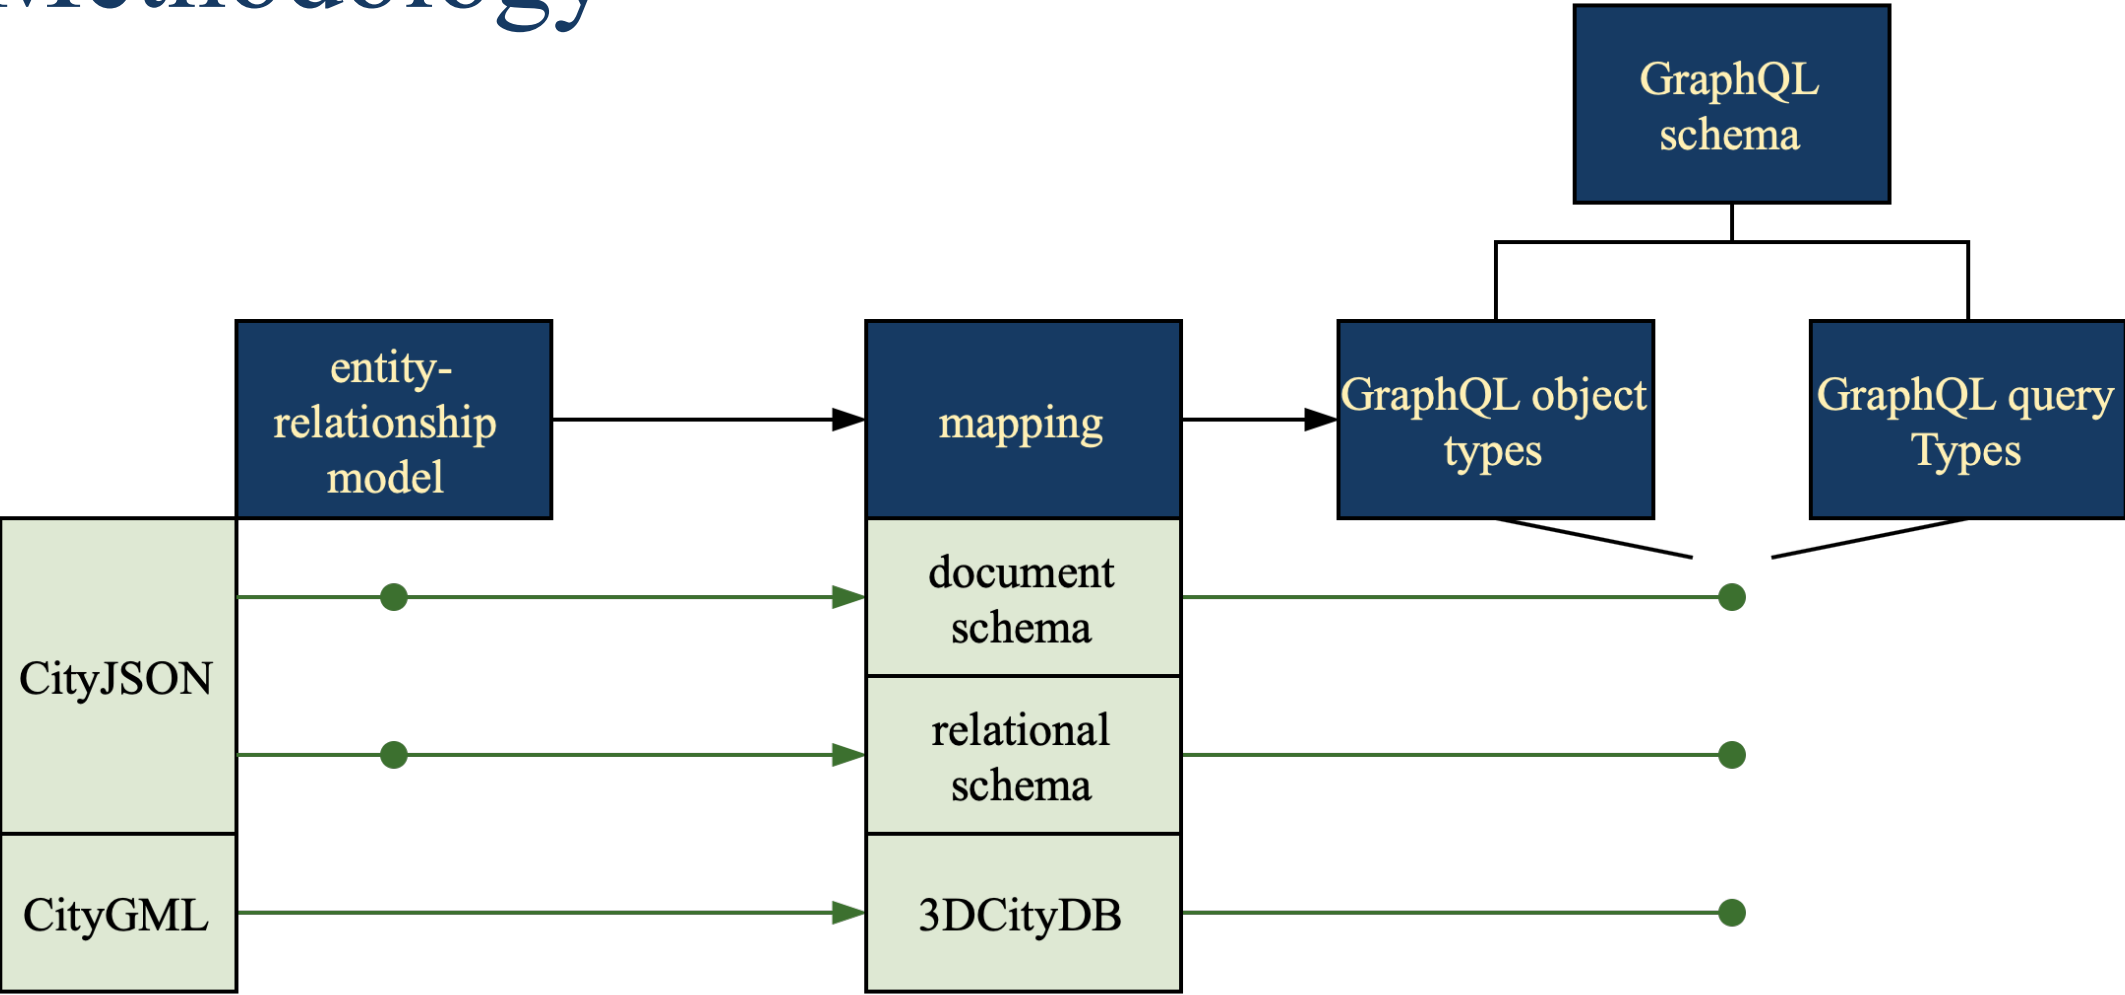 Methodology
GraphQL
schema
entity-
relationship
model
mapping
GraphQL object
types
GraphQL query
Types
document
schema
CityJSON
relational
schema
CityGML
3DCityDB